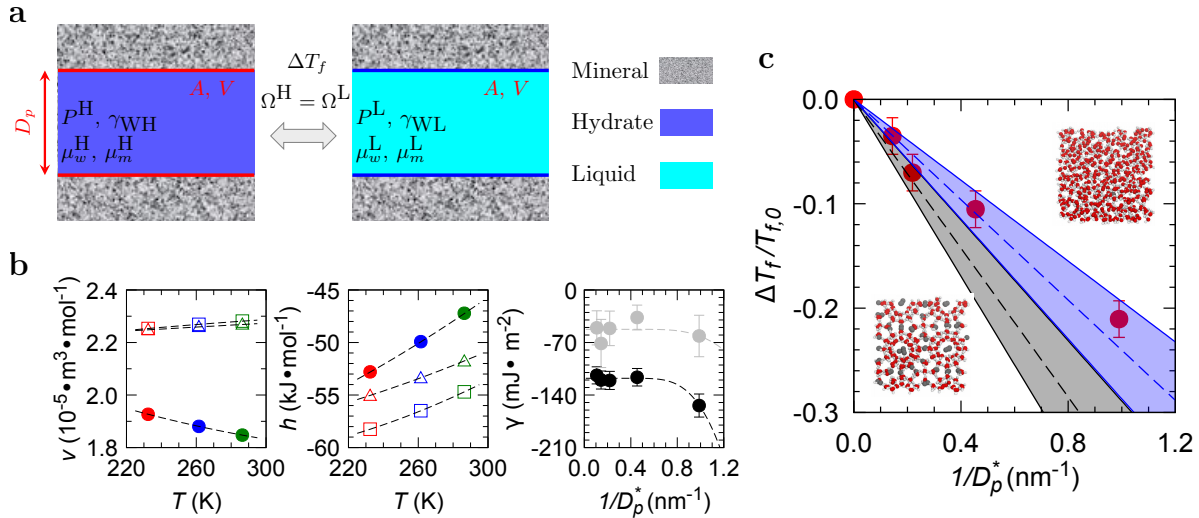 a
ΔT_f
Ω^H = Ω^L
D_p
A, V
P^H, γ_WH
μ_w^H, μ_m^H
A, V
P^L, γ_WL
μ_w^L, μ_m^L
Mineral
Hydrate
Liquid
b
v (10^-5•m^3•mol^-1)
2.4
2.2
2.0
1.8
220 260 300
T (K)
h (kJ•mol^-1)
-45
-50
-55
-60
220 260 300
T (K)
γ (mJ• m^-2)
0
-70
-140
-210
0.0 0.4 0.8 1.2
1/D_p^* (nm^-1)
c
ΔT_f/T_f,0
0.0
-0.1
-0.2
-0.3
0.0 0.4 0.8 1.2
1/D_p^* (nm^-1)